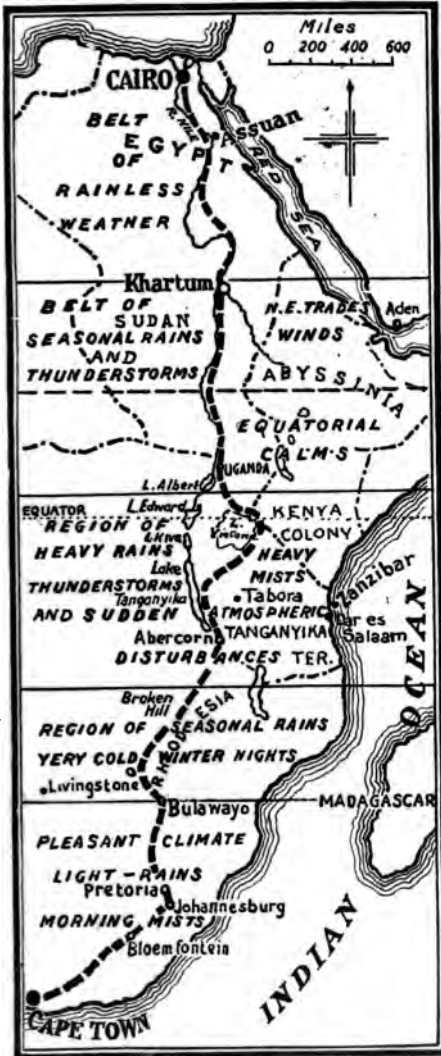 Miles
0 200 400 600
CAIRO
R. NILE
Assuan
BELT
EGYPT
OF
RAINLESS
WEATHER
RED SEA
Khartum
BELT OF
SUDAN
SEASONAL RAINS
AND
THUNDERSTORMS
N.E. TRADES
WINDS
Aden
ABYSSINIA
EQUATORIAL
CALMS
UGANDA
L. Albert
L. Edward
EQUATOR
KENYA
COLONY
REGION OF
HEAVY RAINS
L. Kivu
Lake
Tanganyika
THUNDERSTORMS
AND SUDDEN
HEAVY
MISTS
Tabora
Zanzibar
ATMOSPHERIC
Dar es
Salaam
Abercorn
TANGANYIKA
DISTURBANCES
TER.
Broken
Hill
RHODESIA
REGION OF SEASONAL RAINS
VERY COLD WINTER NIGHTS
Livingstone
Bulawayo
MADAGASCAR
PLEASANT CLIMATE
LIGHT-RAINS
Pretoria
Johannesburg
MORNING MISTS
Bloemfontein
CAPE TOWN
INDIAN
OCEAN